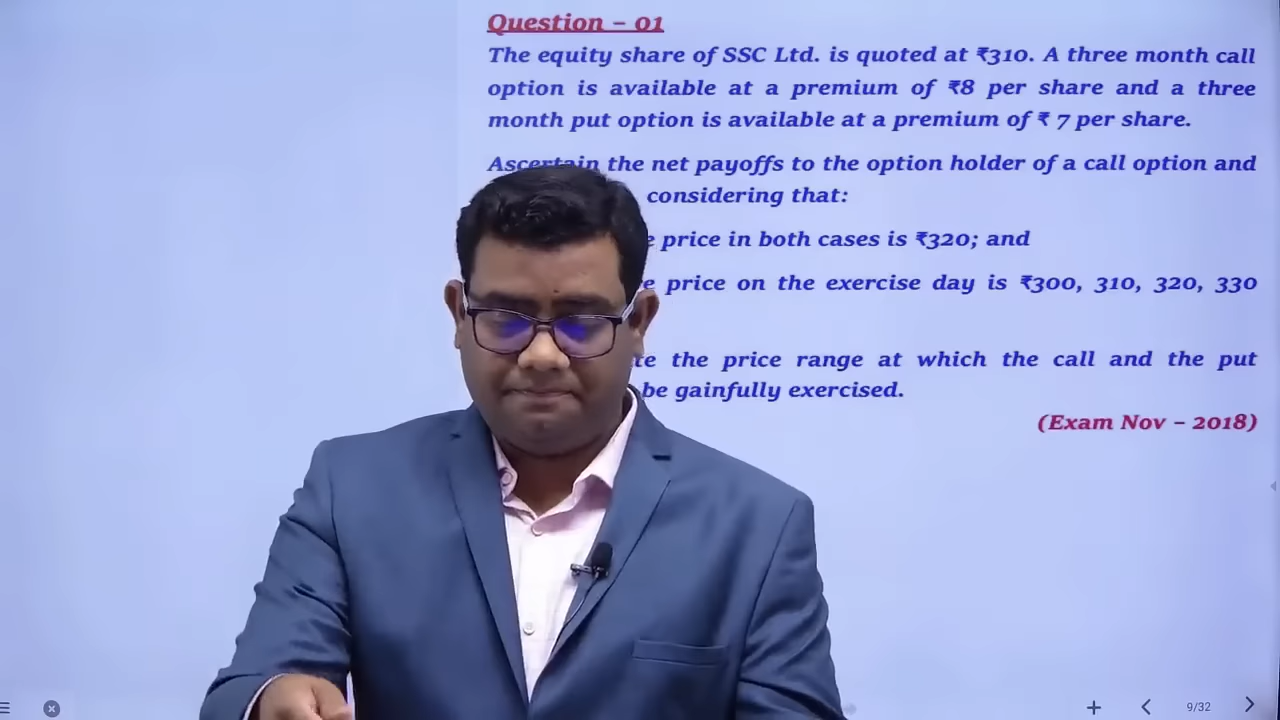 Question – 01
The equity share of SSC Ltd. is quoted at ₹310. A three month call
option is available at a premium of ₹8 per share and a three
month put option is available at a premium of ₹ 7 per share.
Ascertain the net payoffs to the option holder of a call option and
considering that:
price in both cases is ₹320; and
price on the exercise day is ₹300, 310, 320, 330
the price range at which the call and the put
be gainfully exercised.
(Exam Nov – 2018)
9/32